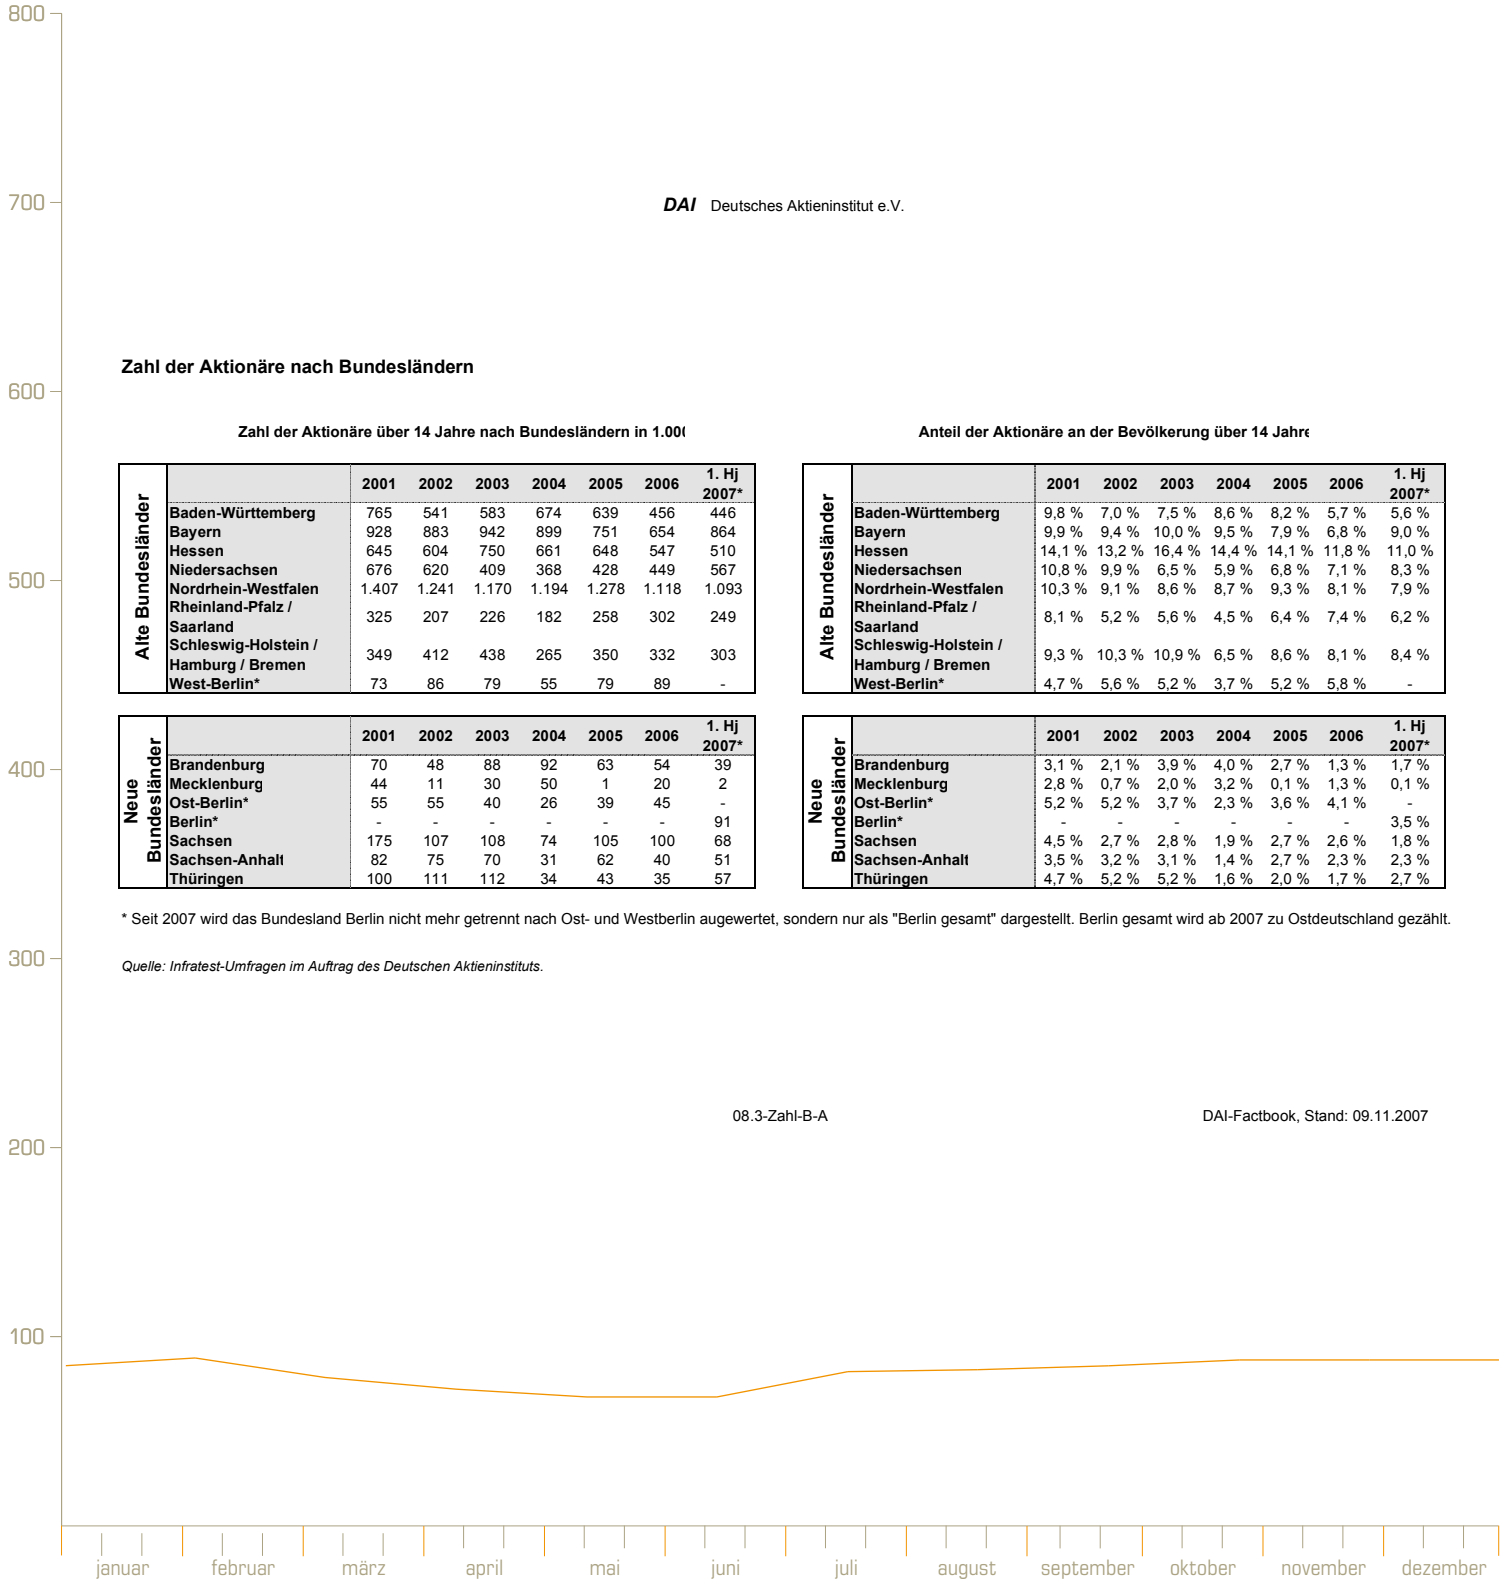 800
700
DAI Deutsches Aktieninstitut e.V.
Zahl der Aktionäre nach Bundesländern
600
Zahl der Aktionäre über 14 Jahre nach Bundesländern in 1.000
Alte Bundesländer
2001 2002 2003 2004 2005 2006 1. Hj 2007*
Baden-Württemberg 765 541 583 674 639 456 446
Bayern 928 883 942 899 751 654 864
Hessen 645 604 750 661 648 547 510
Niedersachsen 676 620 409 368 428 449 567
500
Nordrhein-Westfalen 1.407 1.241 1.170 1.194 1.278 1.118 1.093
Rheinland-Pfalz / Saarland 325 207 226 182 258 302 249
Schleswig-Holstein / Hamburg / Bremen 349 412 438 265 350 332 303
West-Berlin* 73 86 79 55 79 89 -
Neue Bundesländer
2001 2002 2003 2004 2005 2006 1. Hj 2007*
400
Brandenburg 70 48 88 92 63 54 39
Mecklenburg 44 11 30 50 1 20 2
Ost-Berlin* 55 55 40 26 39 45 -
Berlin* - - - - - - 91
Sachsen 175 107 108 74 105 100 68
Sachsen-Anhalt 82 75 70 31 62 40 51
Thüringen 100 111 112 34 43 35 57
Anteil der Aktionäre an der Bevölkerung über 14 Jahre
Alte Bundesländer
2001 2002 2003 2004 2005 2006 1. Hj 2007*
Baden-Württemberg 9,8 % 7,0 % 7,5 % 8,6 % 8,2 % 5,7 % 5,6 %
Bayern 9,9 % 9,4 % 10,0 % 9,5 % 7,9 % 6,8 % 9,0 %
Hessen 14,1 % 13,2 % 16,4 % 14,4 % 14,1 % 11,8 % 11,0 %
Niedersachsen 10,8 % 9,9 % 6,5 % 5,9 % 6,8 % 7,1 % 8,3 %
Nordrhein-Westfalen 10,3 % 9,1 % 8,6 % 8,7 % 9,3 % 8,1 % 7,9 %
Rheinland-Pfalz / Saarland 8,1 % 5,2 % 5,6 % 4,5 % 6,4 % 7,4 % 6,2 %
Schleswig-Holstein / Hamburg / Bremen 9,3 % 10,3 % 10,9 % 6,5 % 8,6 % 8,1 % 8,4 %
West-Berlin* 4,7 % 5,6 % 5,2 % 3,7 % 5,2 % 5,8 % -
Neue Bundesländer
2001 2002 2003 2004 2005 2006 1. Hj 2007*
Brandenburg 3,1 % 2,1 % 3,9 % 4,0 % 2,7 % 1,3 % 1,7 %
Mecklenburg 2,8 % 0,7 % 2,0 % 3,2 % 0,1 % 1,3 % 0,1 %
Ost-Berlin* 5,2 % 5,2 % 3,7 % 2,3 % 3,6 % 4,1 % -
Berlin* - - - - - - 3,5 %
Sachsen 4,5 % 2,7 % 2,8 % 1,9 % 2,7 % 2,6 % 1,8 %
Sachsen-Anhalt 3,5 % 3,2 % 3,1 % 1,4 % 2,7 % 2,3 % 2,3 %
Thüringen 4,7 % 5,2 % 5,2 % 1,6 % 2,0 % 1,7 % 2,7 %
* Seit 2007 wird das Bundesland Berlin nicht mehr getrennt nach Ost- und Westberlin augewertet, sondern nur als "Berlin gesamt" dargestellt. Berlin gesamt wird ab 2007 zu Ostdeutschland gezählt.
300
Quelle: Infratest-Umfragen im Auftrag des Deutschen Aktieninstituts.
08.3-Zahl-B-A DAI-Factbook, Stand: 09.11.2007
200
100
januar februar märz april mai juni juli august september oktober november dezember